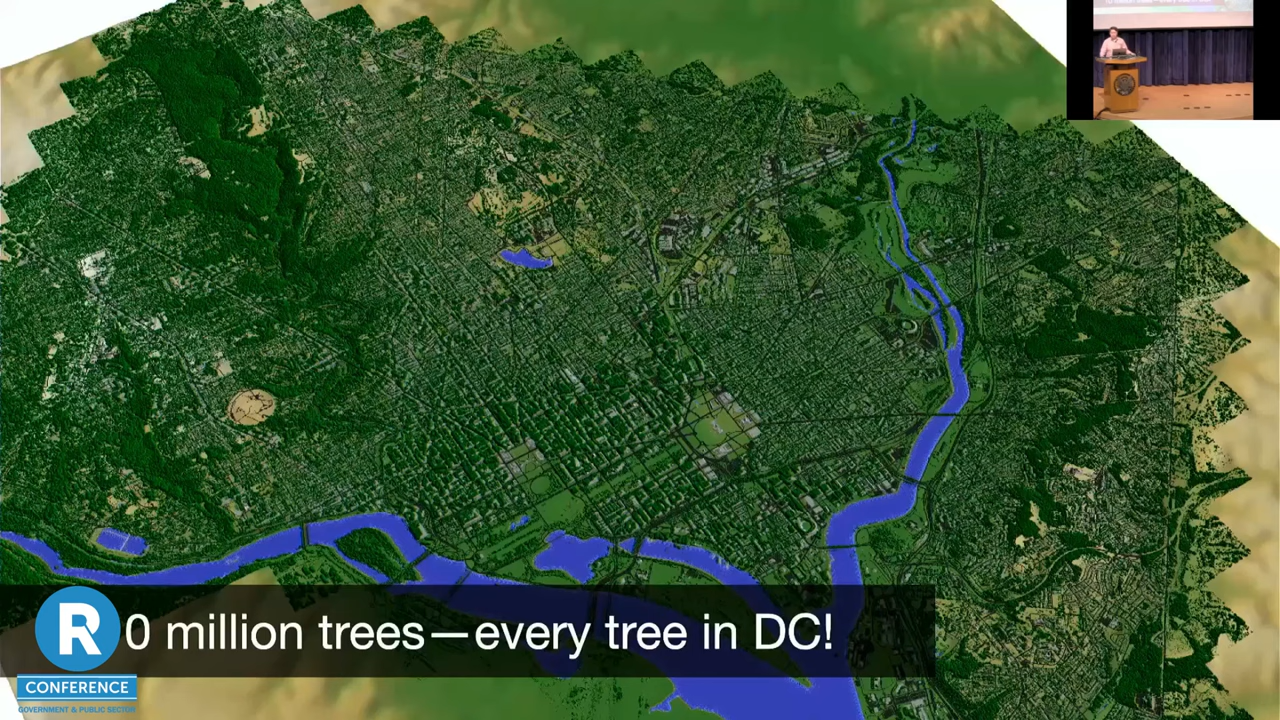 R
0 million trees—every tree in DC!
CONFERENCE
GOVERNMENT & PUBLIC SECTOR